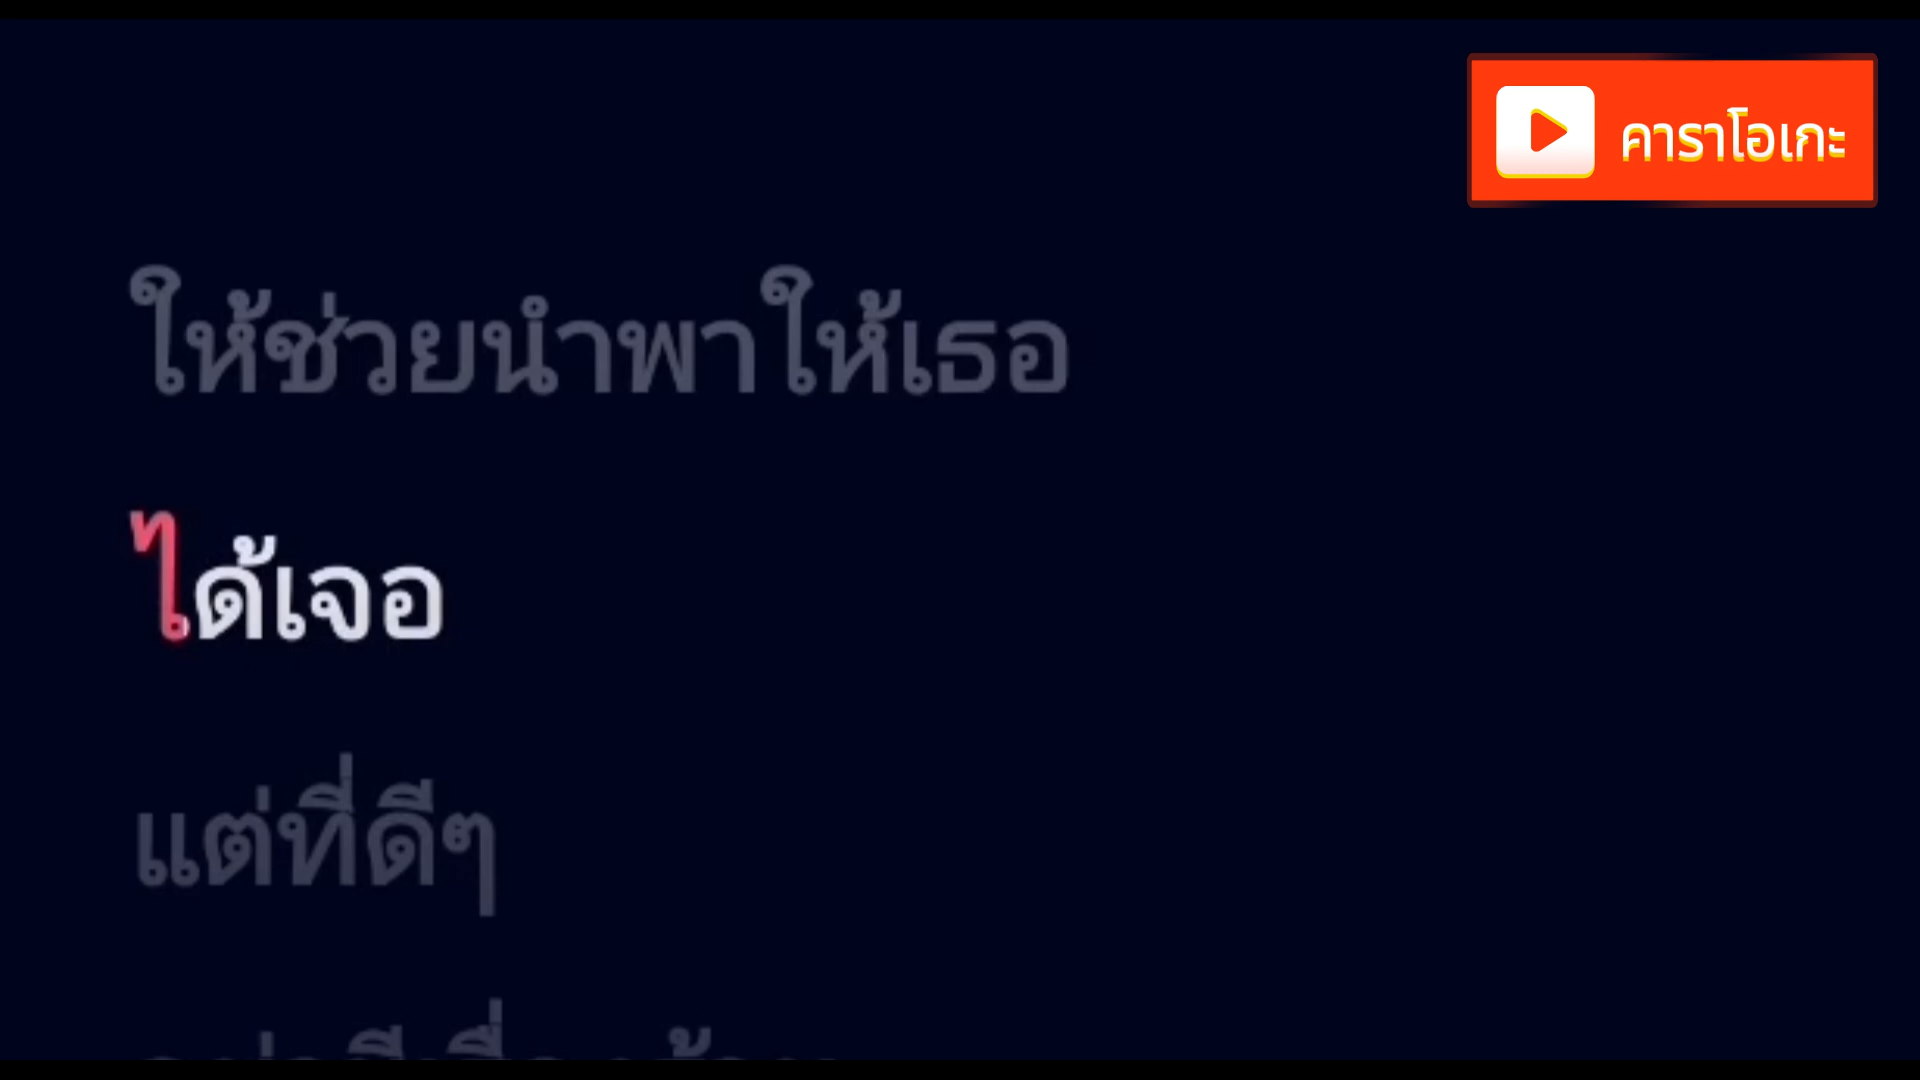 คาราโอเกะ
ให้ช่วยนำพาให้เธอ
ได้เจอ
แต่ที่ดีๆ